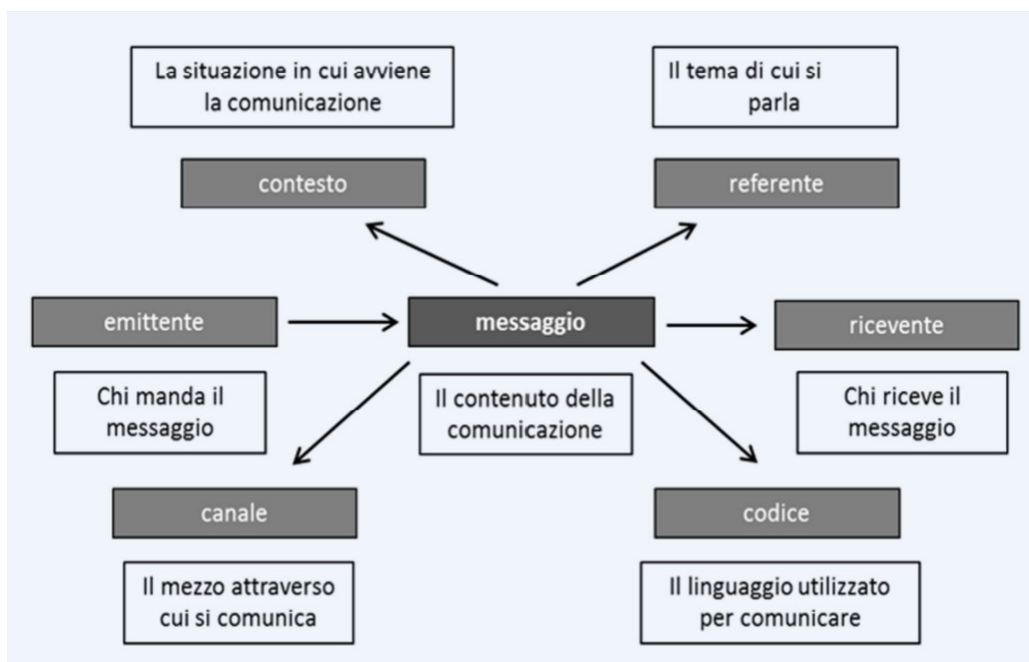 La situazione in cui avviene
la comunicazione
Il tema di cui si
parla
contesto
referente
emittente
messaggio
ricevente
Chi manda il
messaggio
Il contenuto della
comunicazione
Chi riceve il
messaggio
canale
codice
Il mezzo attraverso
cui si comunica
Il linguaggio utilizzato
per comunicare